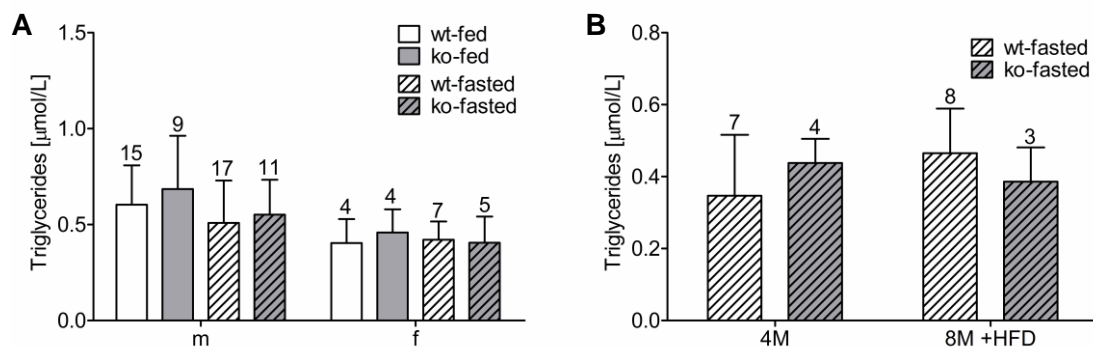 A
Triglycerides [µmol/L]
1.5
1.0
0.5
0.0
wt-fed
ko-fed
wt-fasted
ko-fasted
15
9
17
11
4
4
7
5
m
f
B
Triglycerides [µmol/L]
0.8
0.6
0.4
0.2
0.0
wt-fasted
ko-fasted
7
4
8
3
4M
8M +HFD